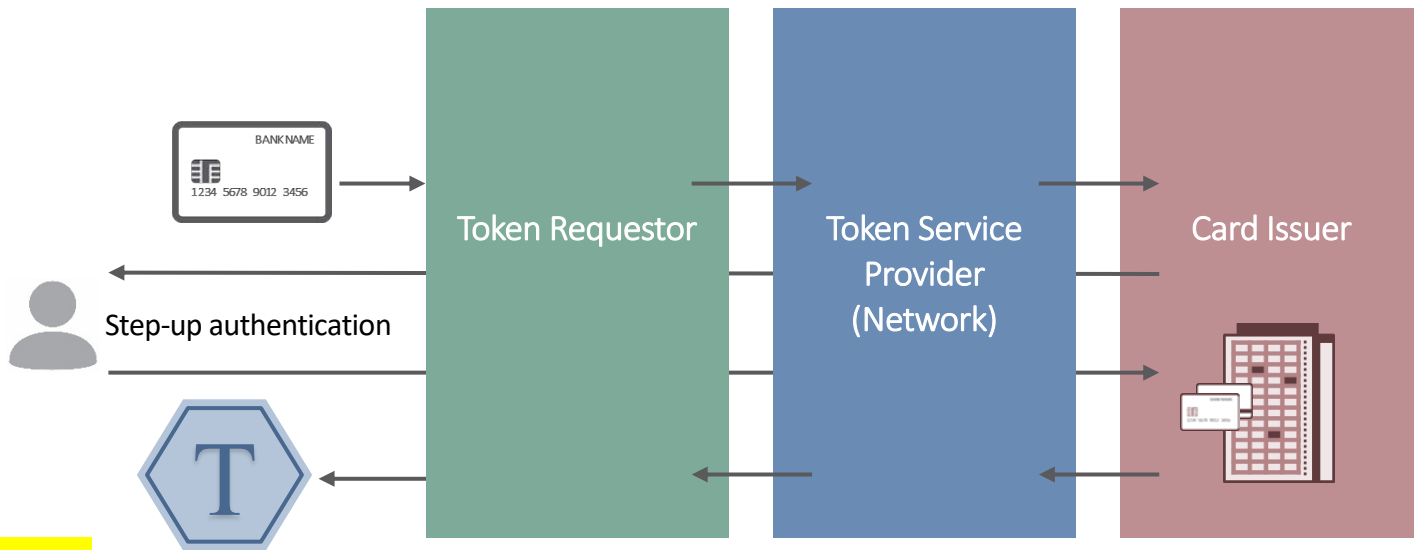 BANK NAME
1234 5678 9012 3456
Token Requestor
Token Service
Provider
(Network)
Card Issuer
Step-up authentication
T